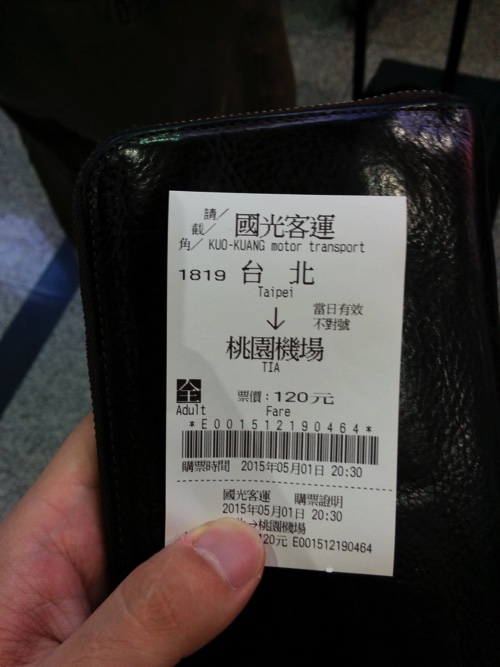 請/
截/
角/
國光客運
KUO-KUANG motor transport
1819 台北
Taipei
↓
當日有效
不對號
桃園機場
TIA
全 票價:120元
Adult Fare
*E001512190464*
購票時間 2015年05月01日 20:30
國光客運 購票證明
2015年05月01日 20:30
北→桃園機場
120元 E001512190464